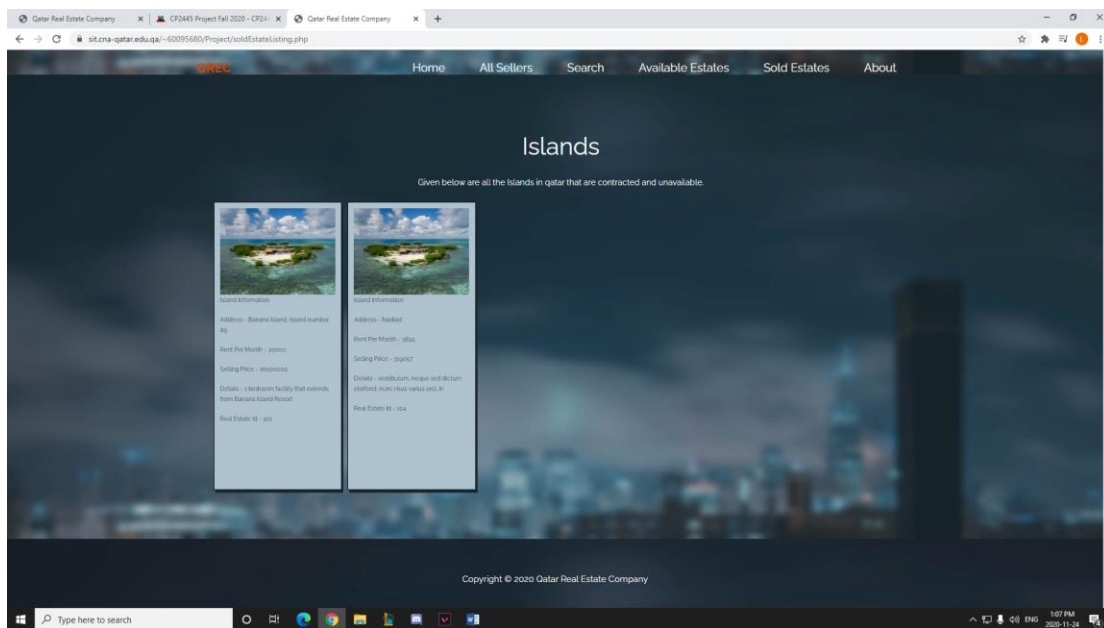 Qatar Real Estate Company
CP2445 Project Fall 2020 - CP24
Qatar Real Estate Company
sit.cna-qatar.edu.qa/~60095680/Project/soldEstateListing.php
QREC
Home All Sellers Search Available Estates Sold Estates About
Islands
Given below are all the Islands in qatar that are contracted and unavailable.
Island Information
Address - Banana Island, Island number
Rent Per Month -
Selling Price -
Details - 1 bedroom facility that extends
from Banana Island Resort
Real Estate Id - 101
Island Information
Address - Nadiad
Rent Per Month -
Selling Price - 319057
Details - vestibulum, neque sed dictum
eleifend, nunc risus varius orci, in
Real Estate Id - 104
Copyright © 2020 Qatar Real Estate Company
Type here to search
ENG
1:07 PM
2020-11-24